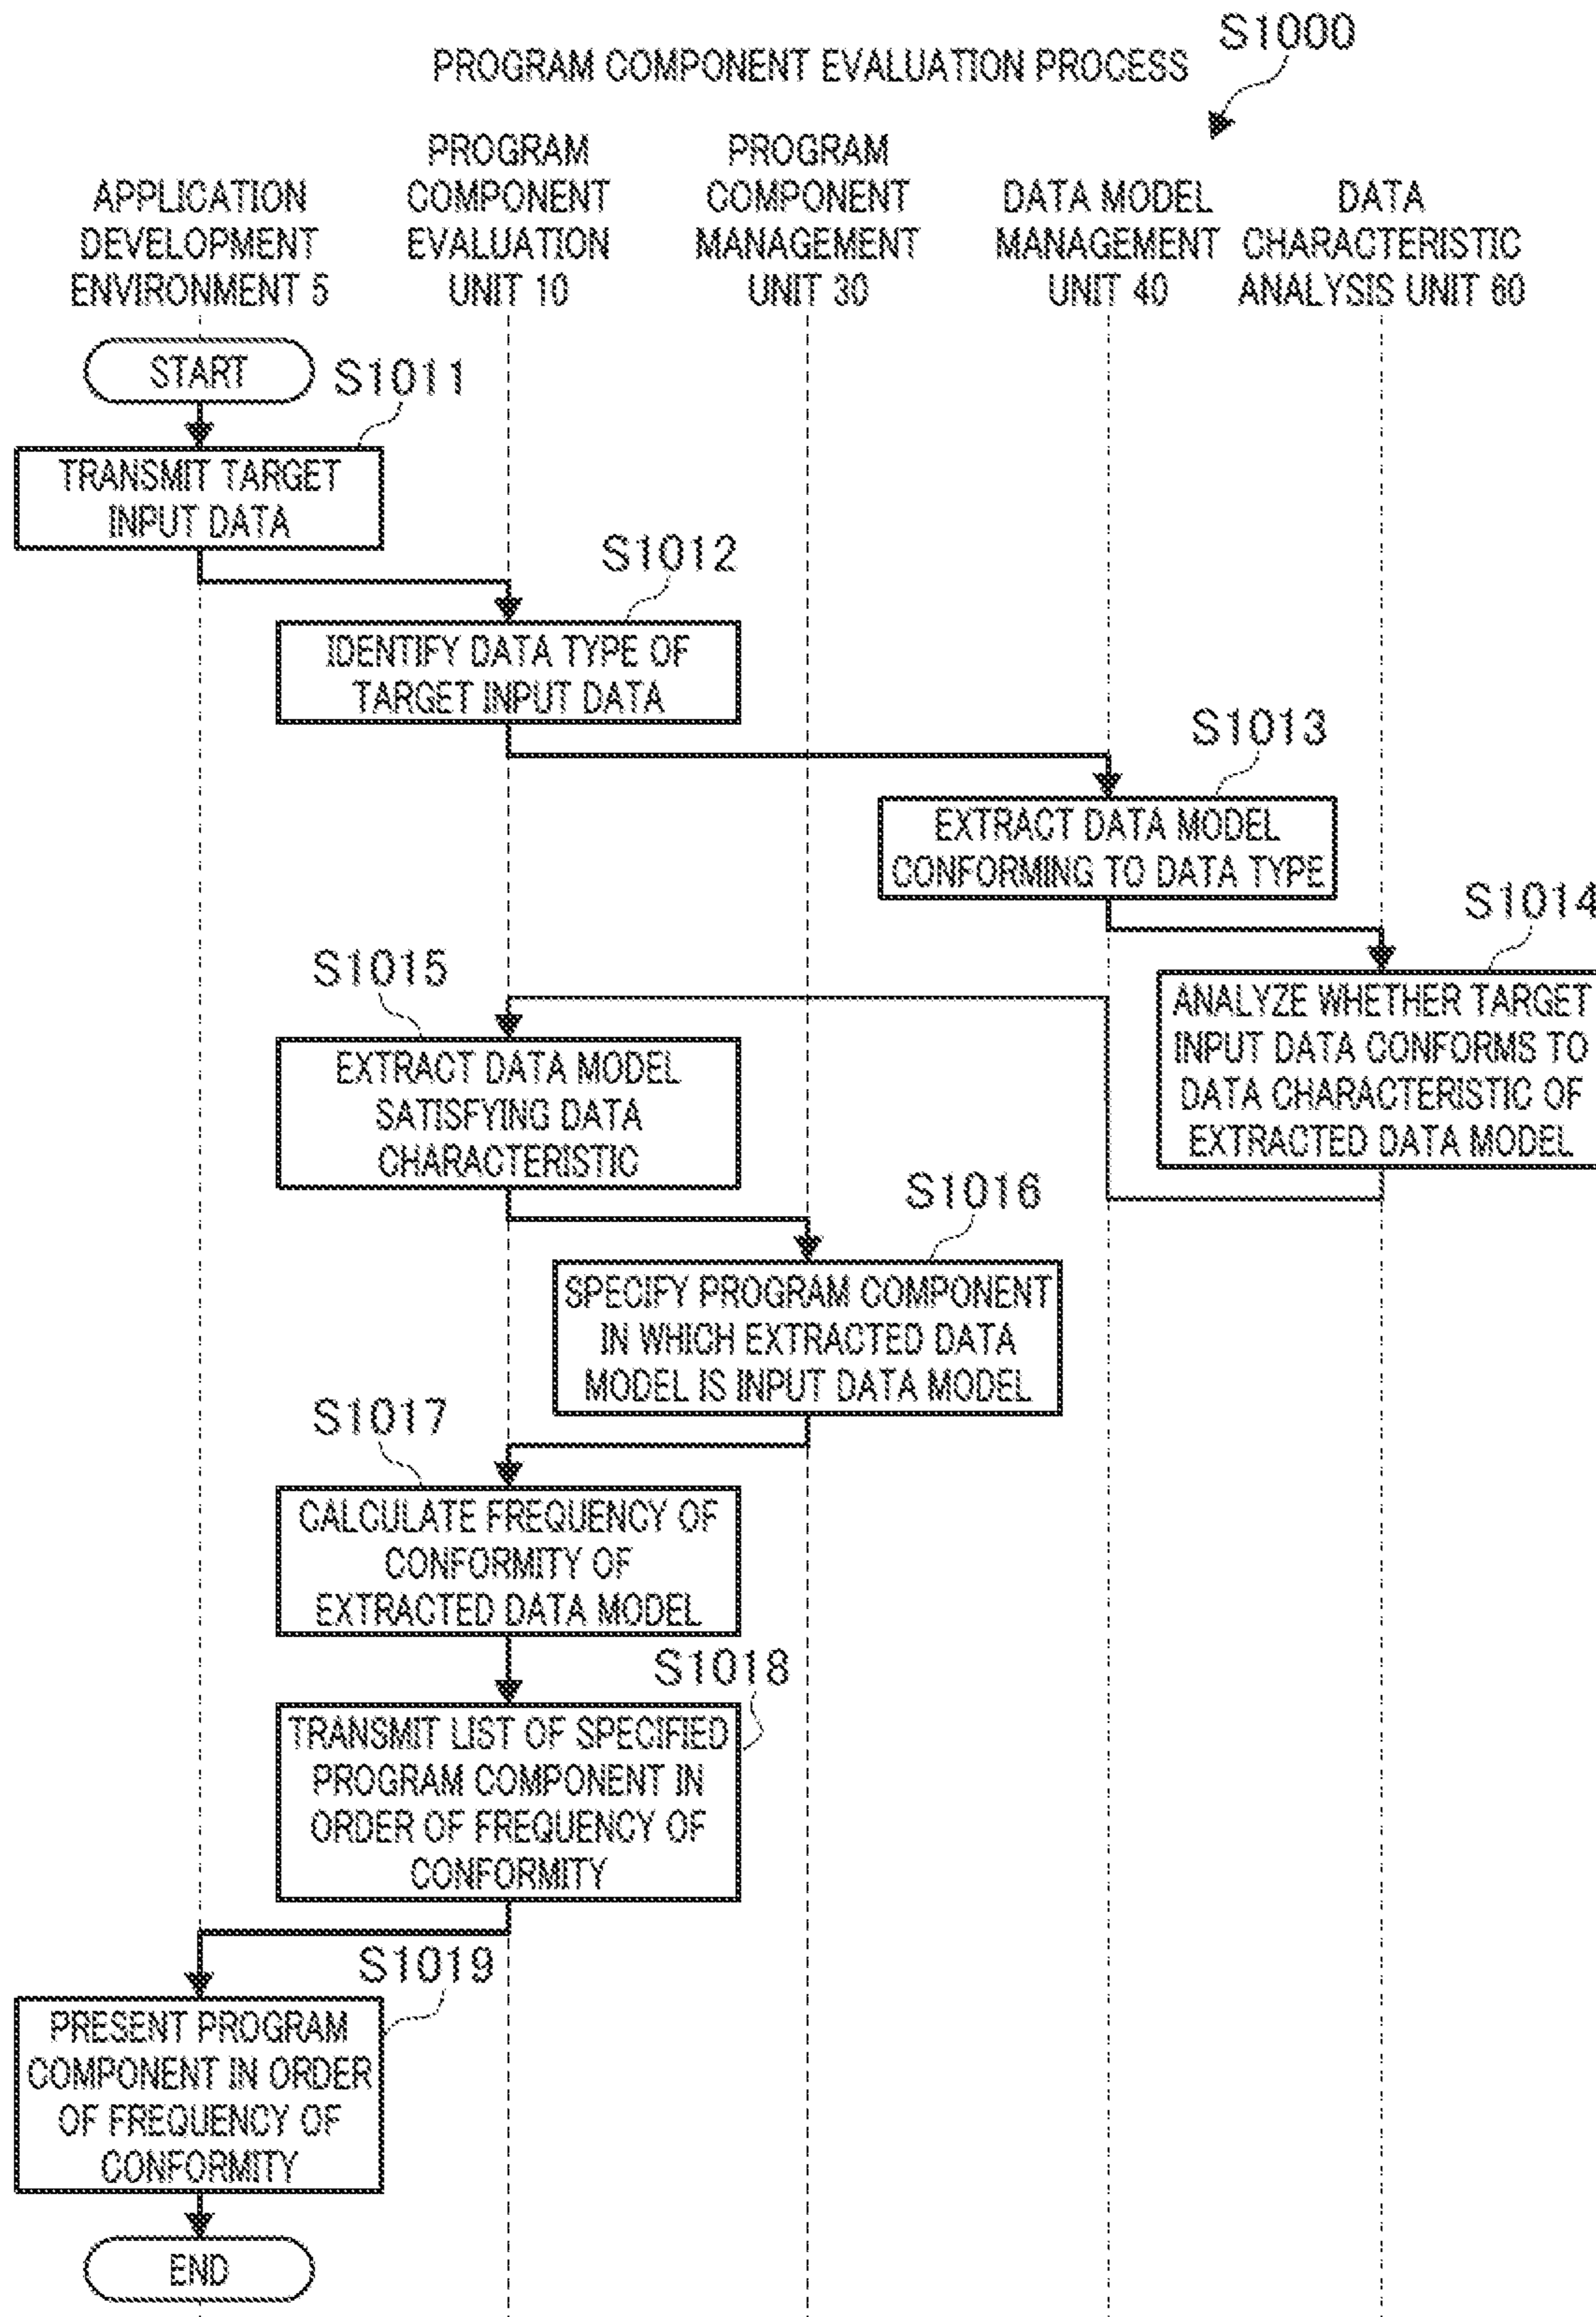 PROGRAM COMPONENT EVALUATION PROCESS
S1000
APPLICATION
DEVELOPMENT
ENVIRONMENT 5
PROGRAM
COMPONENT
EVALUATION
UNIT 10
PROGRAM
COMPONENT
MANAGEMENT
UNIT 30
DATA MODEL
MANAGEMENT
UNIT 40
DATA
CHARACTERISTIC
ANALYSIS UNIT 60
START
S1011
TRANSMIT TARGET
INPUT DATA
S1012
IDENTIFY DATA TYPE OF
TARGET INPUT DATA
S1013
EXTRACT DATA MODEL
CONFORMING TO DATA TYPE
S1014
ANALYZE WHETHER TARGET
INPUT DATA CONFORMS TO
DATA CHARACTERISTIC OF
EXTRACTED DATA MODEL
S1015
EXTRACT DATA MODEL
SATISFYING DATA
CHARACTERISTIC
S1016
SPECIFY PROGRAM COMPONENT
IN WHICH EXTRACTED DATA
MODEL IS INPUT DATA MODEL
S1017
CALCULATE FREQUENCY OF
CONFORMITY OF
EXTRACTED DATA MODEL
S1018
TRANSMIT LIST OF SPECIFIED
PROGRAM COMPONENT IN
ORDER OF FREQUENCY OF
CONFORMITY
S1019
PRESENT PROGRAM
COMPONENT IN ORDER
OF FREQUENCY OF
CONFORMITY
END